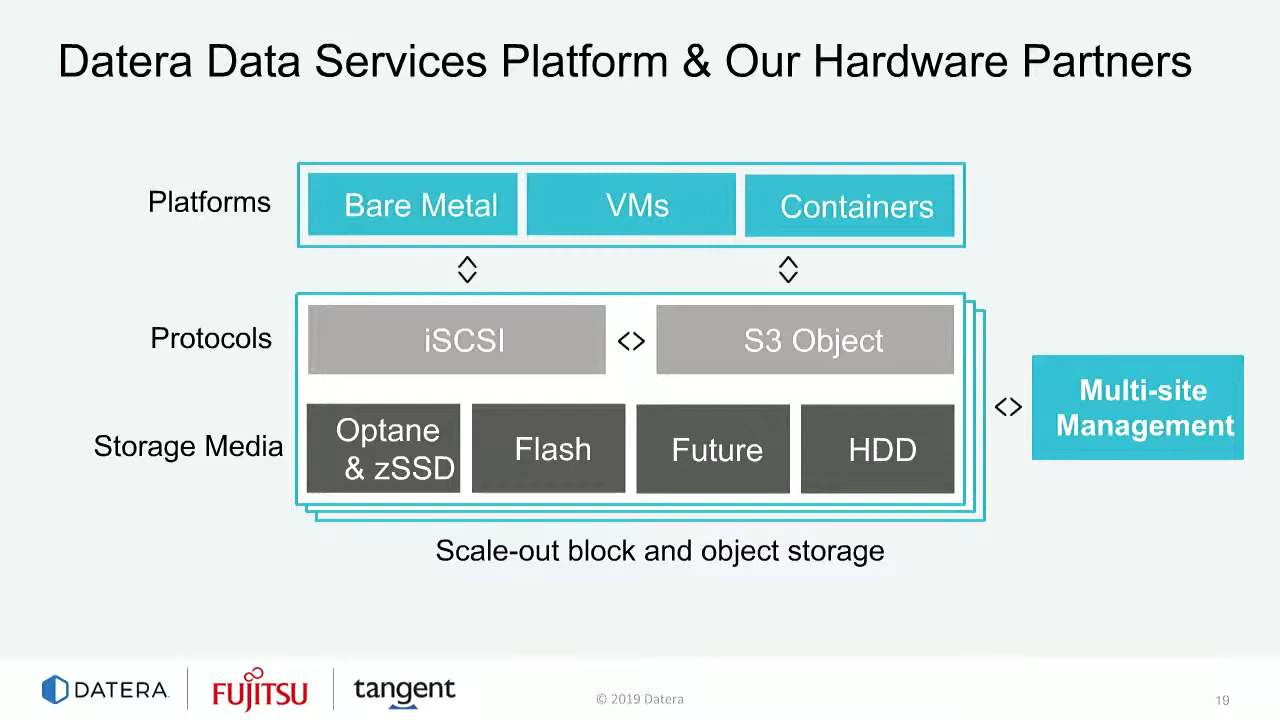 Datera Data Services Platform & Our Hardware Partners
Platforms
Bare Metal
VMs
Containers
Protocols
iSCSI
<>
S3 Object
Storage Media
Optane
& zSSD
Flash
Future
HDD
<>
Multi-site
Management
Scale-out block and object storage
DATERA
FUJITSU
tangent
© 2019 Datera
19